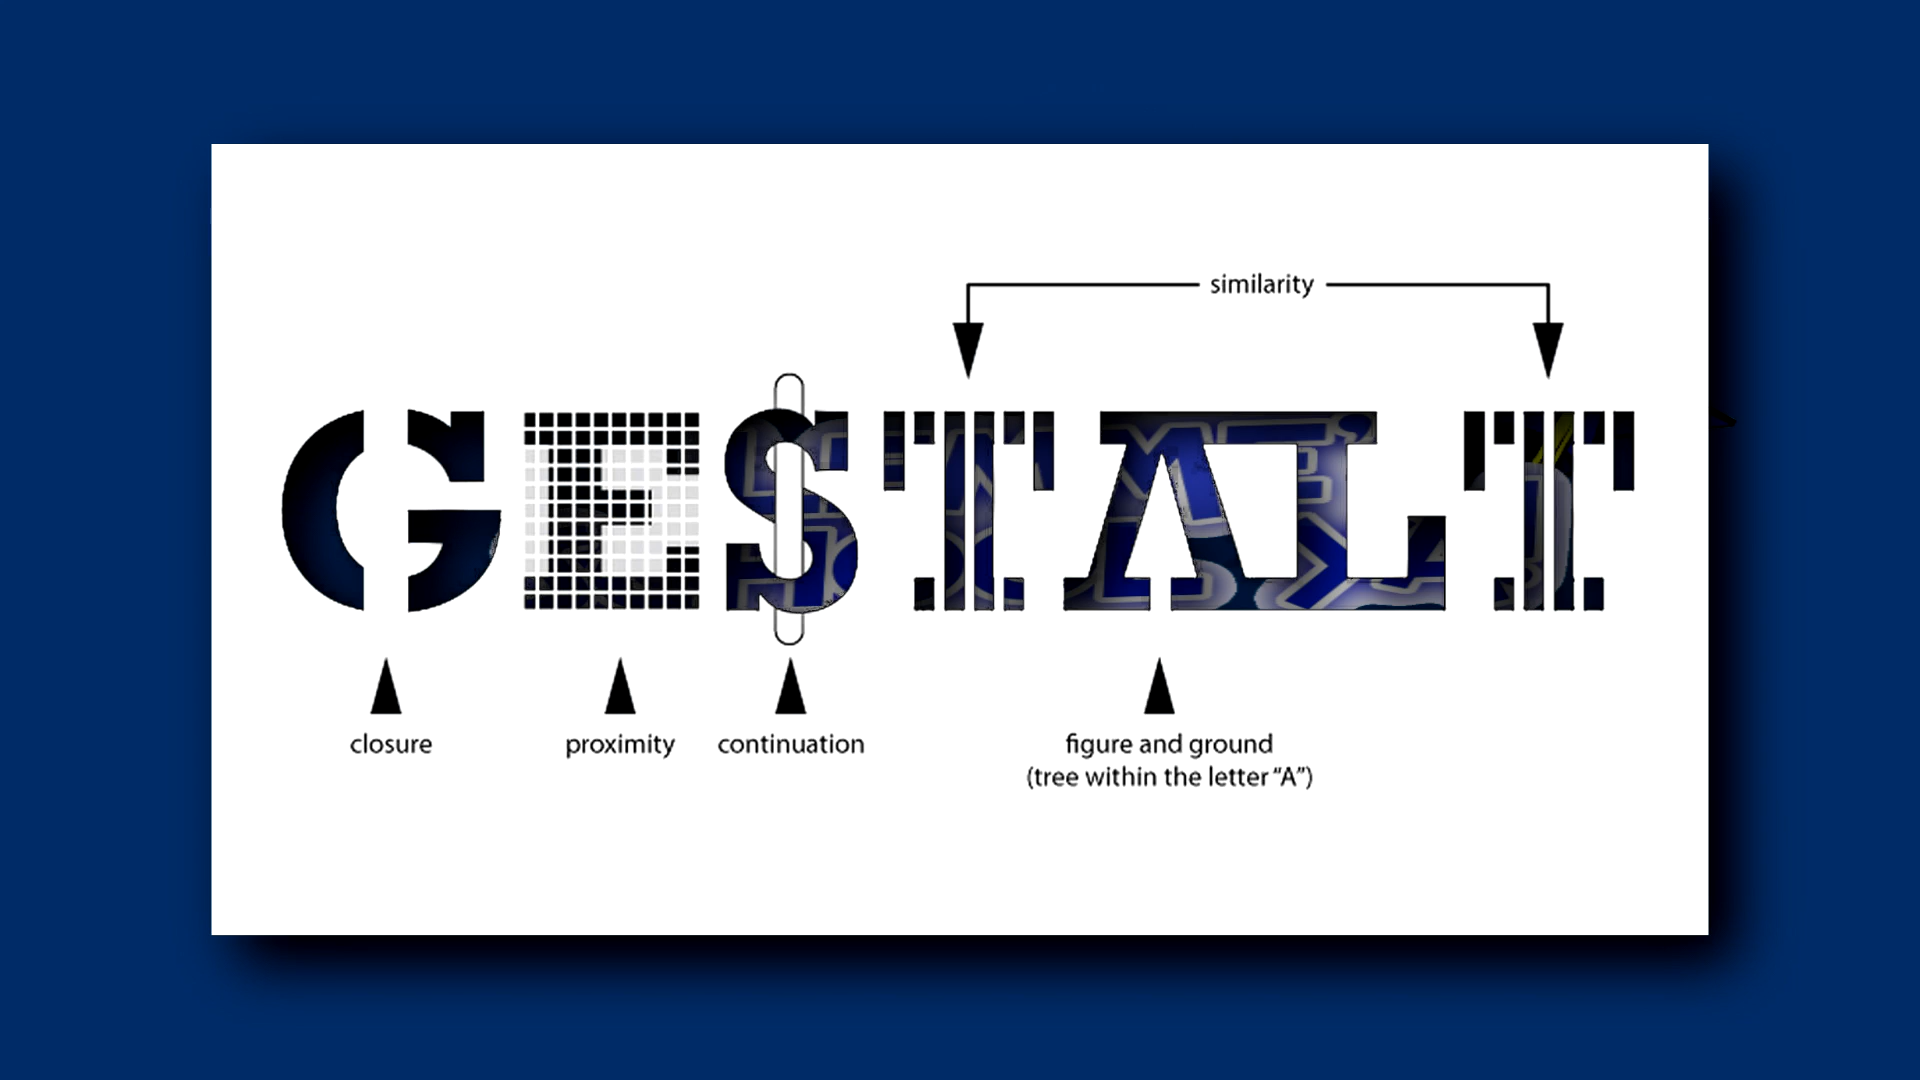 similarity
GESTALT
closure
proximity
continuation
figure and ground
(tree within the letter “A”)